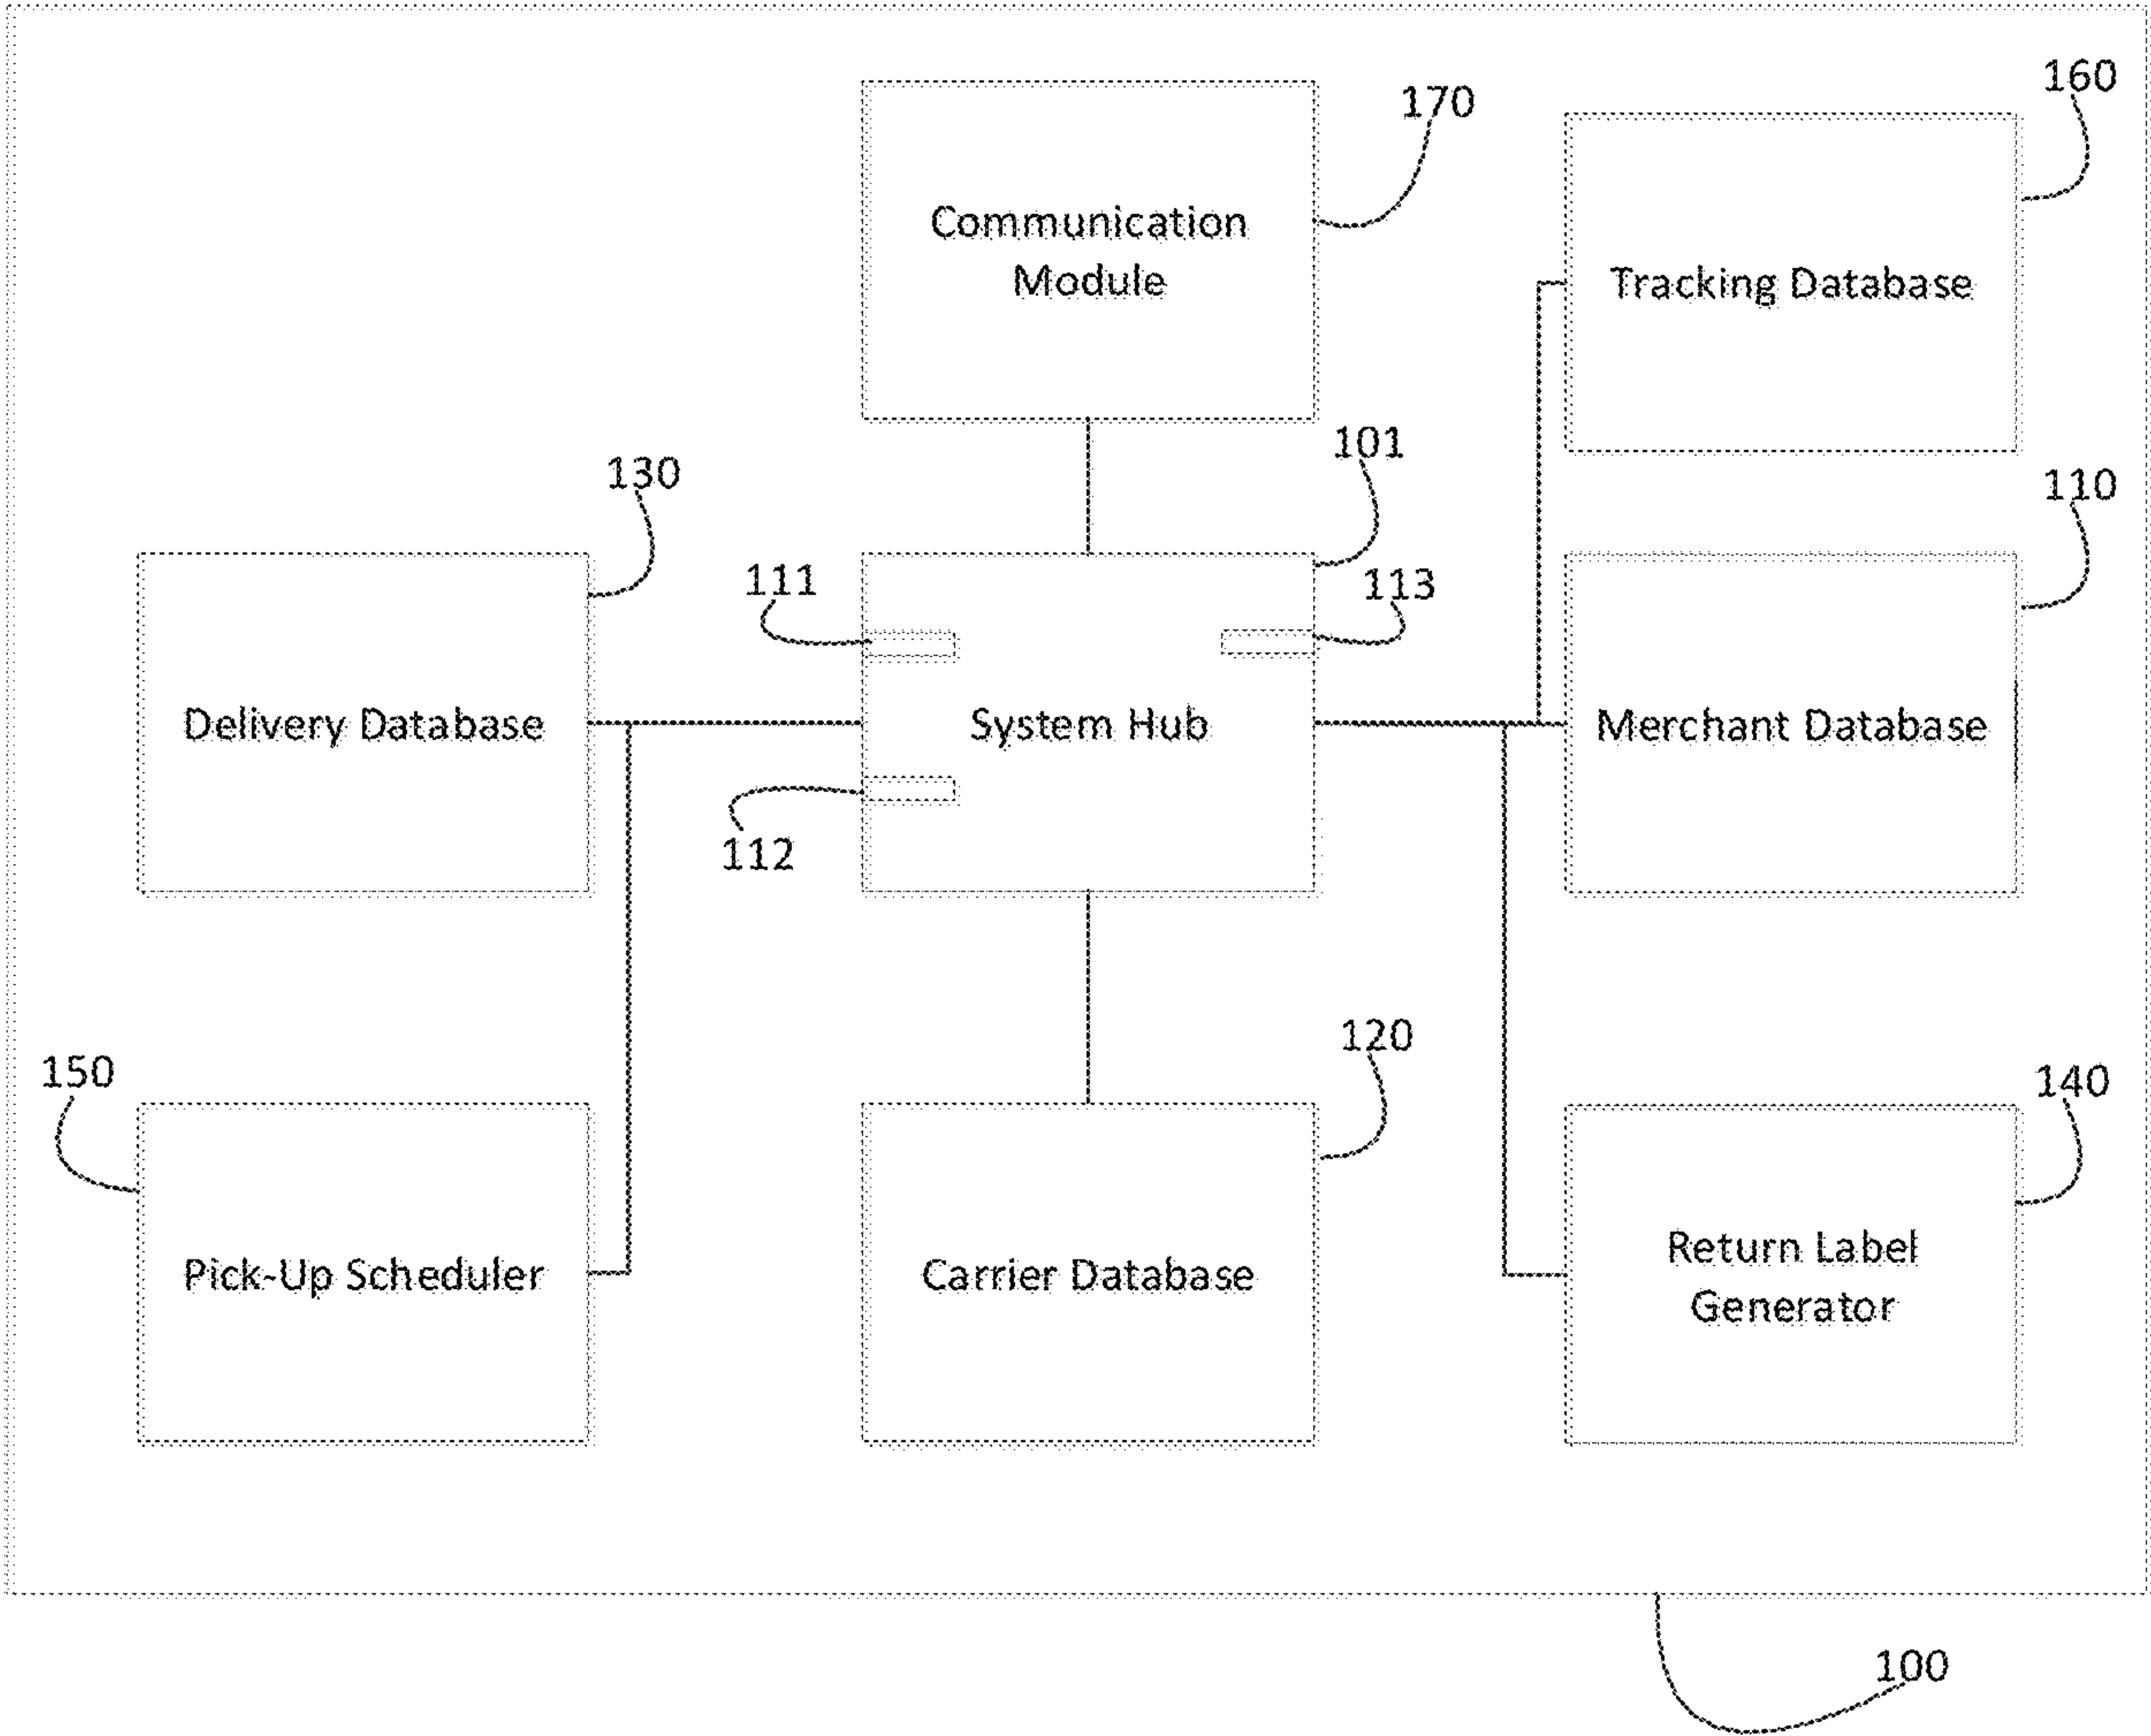 160
170
Communication
Module
Tracking Database
101
130
110
111
113
Delivery Database
System Hub
Merchant Database
112
120
150
140
Pick-Up Scheduler
Carrier Database
Return Label
Generator
100